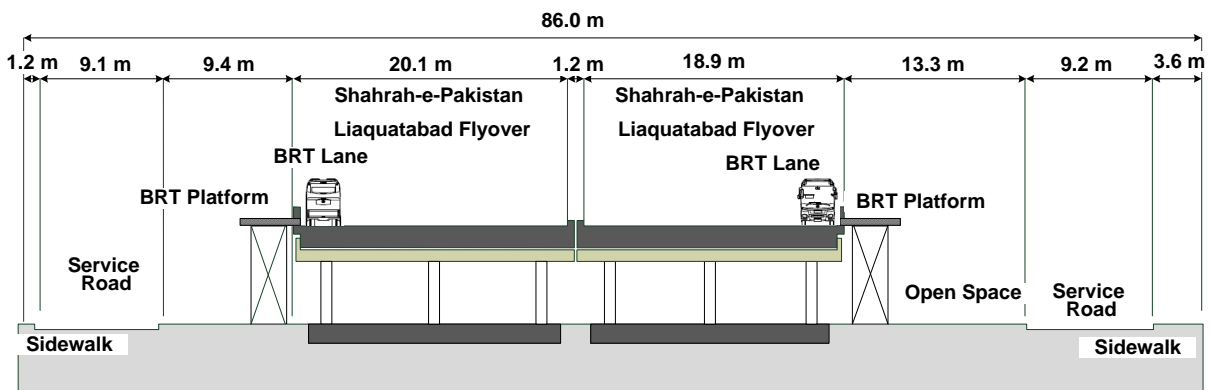 86.0 m
1.2 m 9.1 m 9.4 m 20.1 m 1.2 m 18.9 m 13.3 m 9.2 m 3.6 m
Shahrah-e-Pakistan
Liaquatabad Flyover
Shahrah-e-Pakistan
Liaquatabad Flyover
BRT Lane
BRT Lane
BRT Platform
BRT Platform
Service
Road
Open Space
Service
Road
Sidewalk
Sidewalk